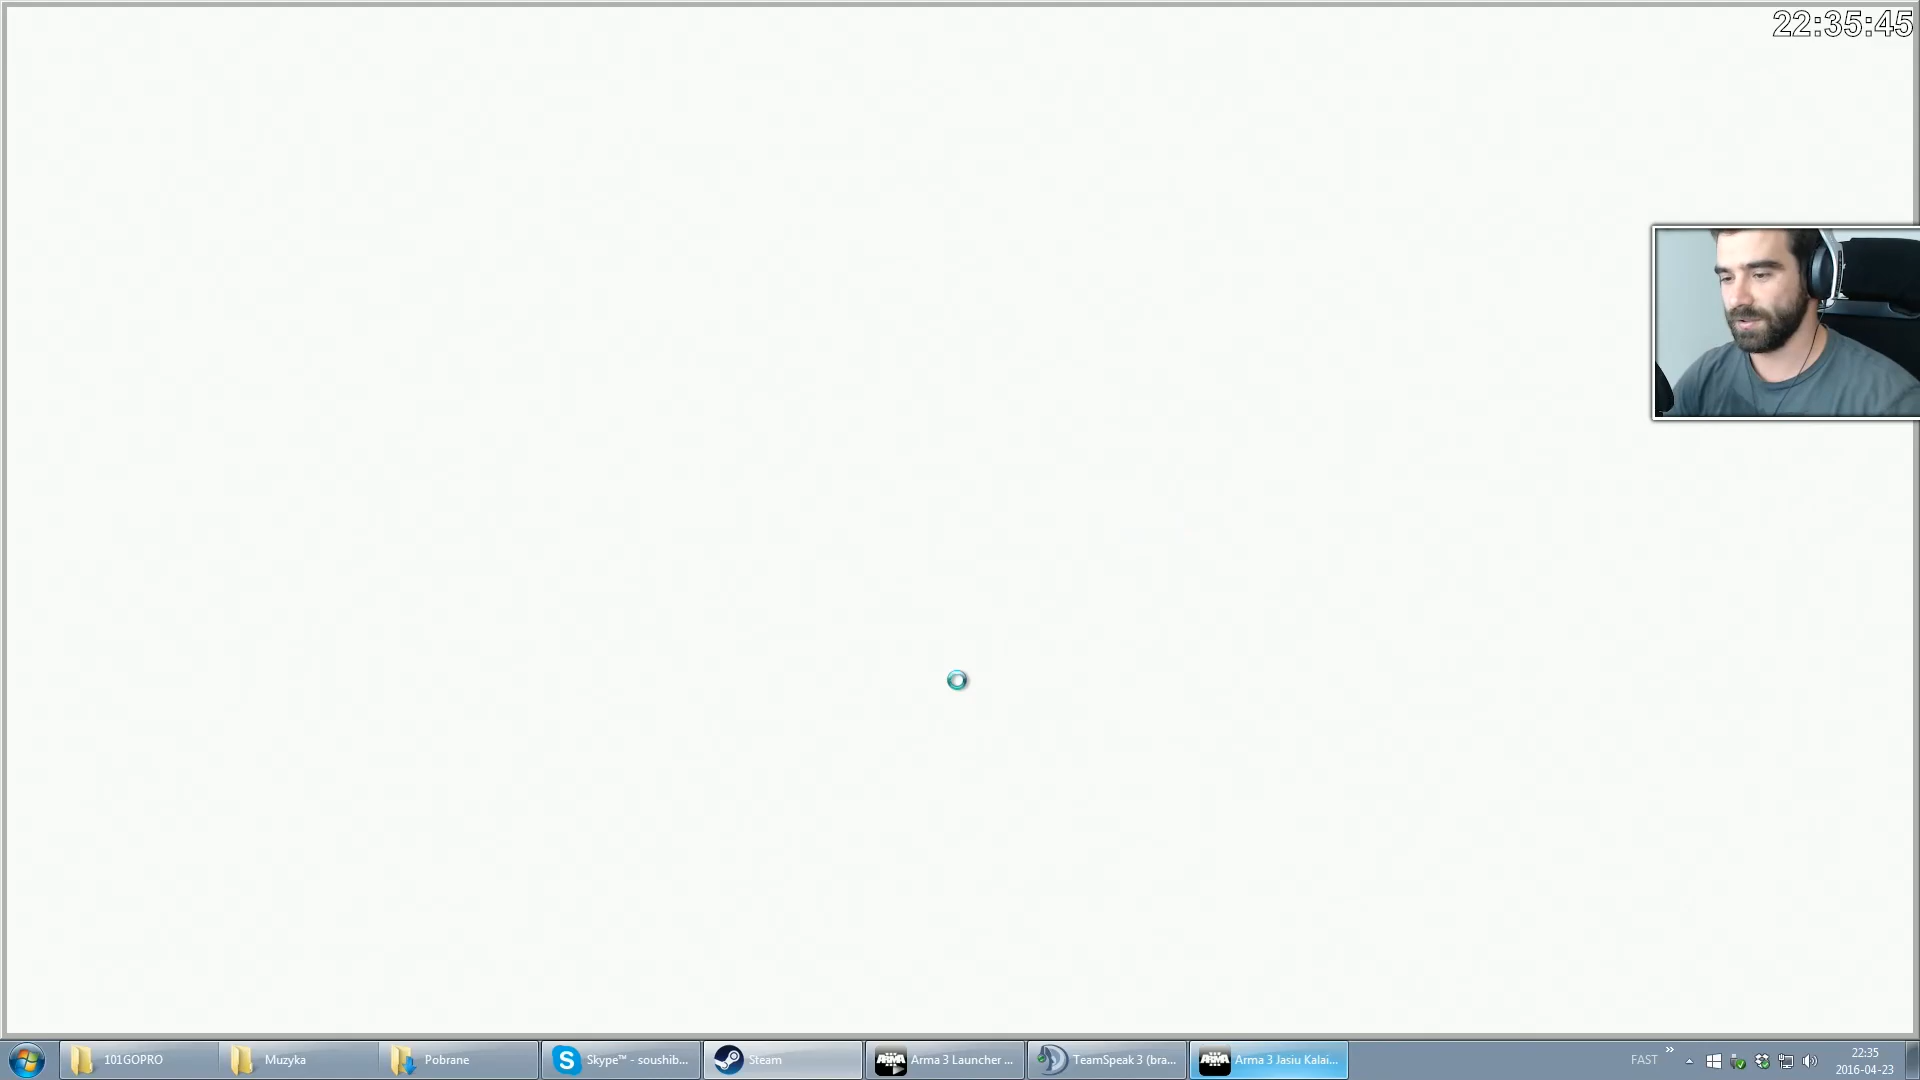 22:35:45
101GOPRO
Muzyka
Pobrane
Skype™ - soushib...
Steam
Arma 3 Launcher ...
TeamSpeak 3 (bra...
Arma 3 Jasiu Kalai...
FAST
22:35
2016-04-23